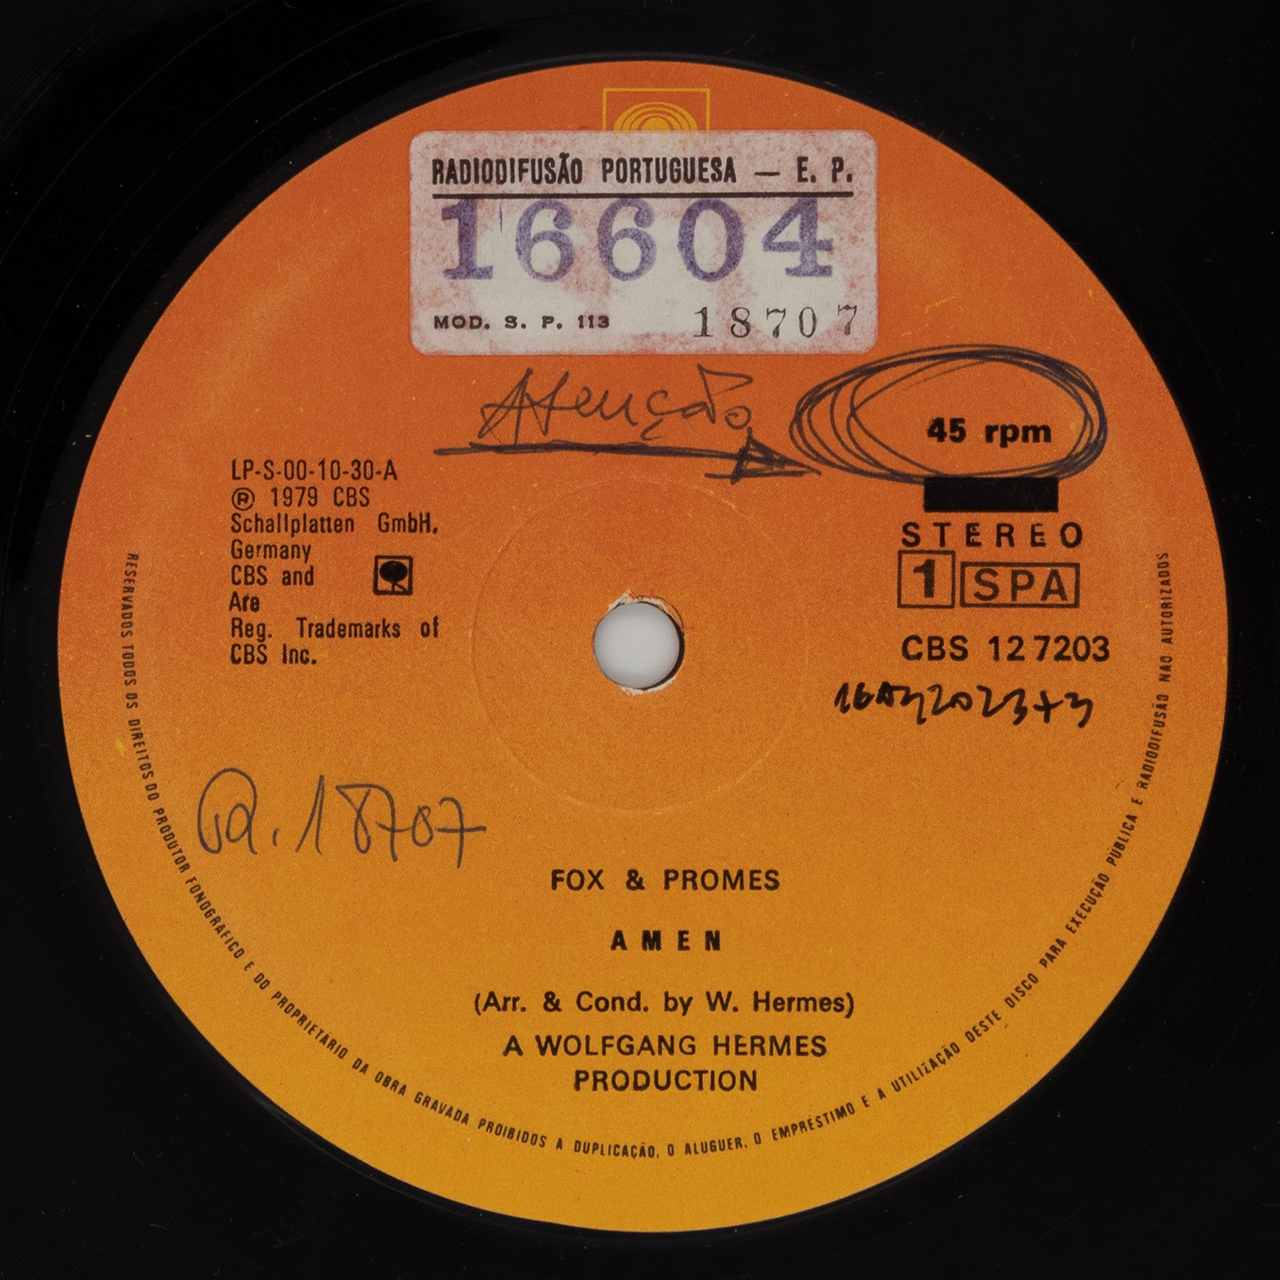 RADIODIFUSÃO PORTUGUESA — E. P.
16604
MOD. S. P. 113 18707
Atenção
45 rpm
LP-S-00-10-30-A
℗ 1979 CBS
Schallplatten GmbH.
Germany
CBS and
Are
Reg. Trademarks of
CBS Inc.
STEREO
1 SPA
CBS 12 7203
18707
FOX & PROMES
AMEN
(Arr. & Cond. by W. Hermes)
A WOLFGANG HERMES
PRODUCTION
RESERVADOS TODOS OS DIREITOS DO PRODUTOR FONOGRÁFICO E DO PROPRIETÁRIO DA OBRA GRAVADA PROIBIDOS A DUPLICAÇÃO, O ALUGUER, O EMPRÉSTIMO E A UTILIZAÇÃO DESTE DISCO PARA EXECUÇÃO PÚBLICA E RADIODIFUSÃO NÃO AUTORIZADOS